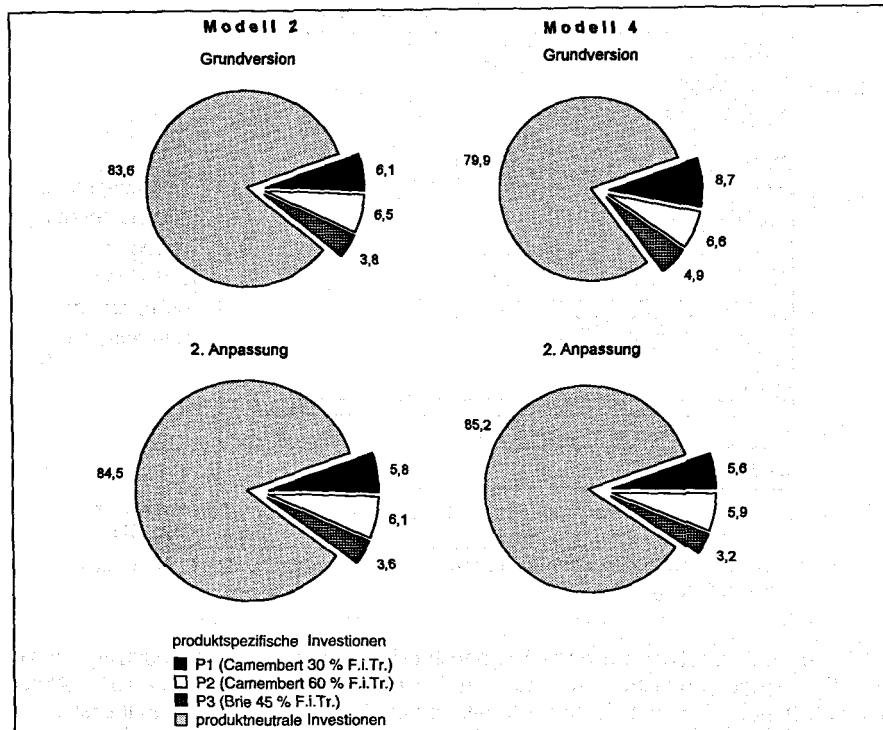 Modell 2
Modell 4
Grundversion
Grundversion
83,6
6,1
6,5
3,8
79,9
8,7
6,6
4,9
2. Anpassung
2. Anpassung
84,5
5,8
6,1
3,6
85,2
5,6
5,9
3,2
produktspezifische Investionen
P1 (Camembert 30 % F.i.Tr.)
P2 (Camembert 60 % F.i.Tr.)
P3 (Brie 45 % F.i.Tr.)
produktneutrale Investionen